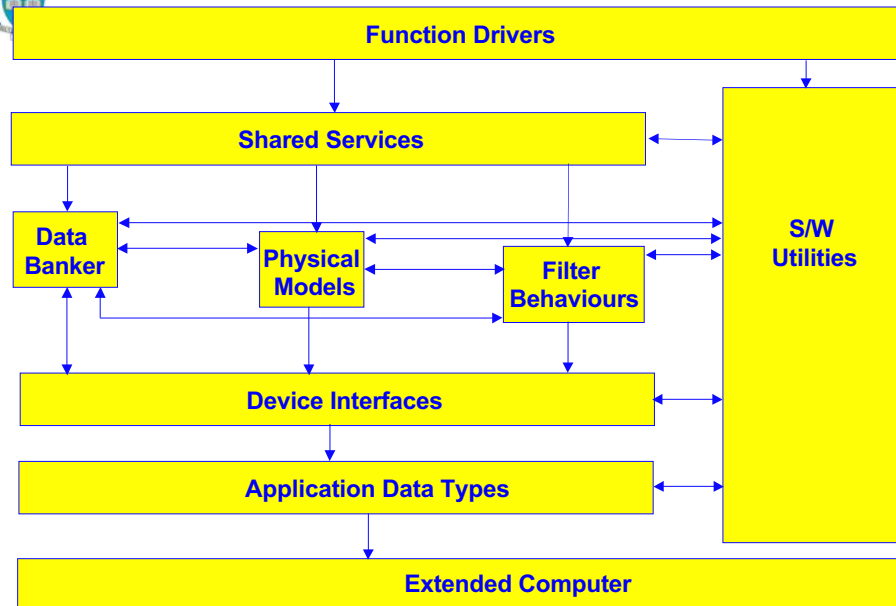 Function Drivers
Shared Services
Data
Banker
Physical
Models
Filter
Behaviours
S/W
Utilities
Device Interfaces
Application Data Types
Extended Computer